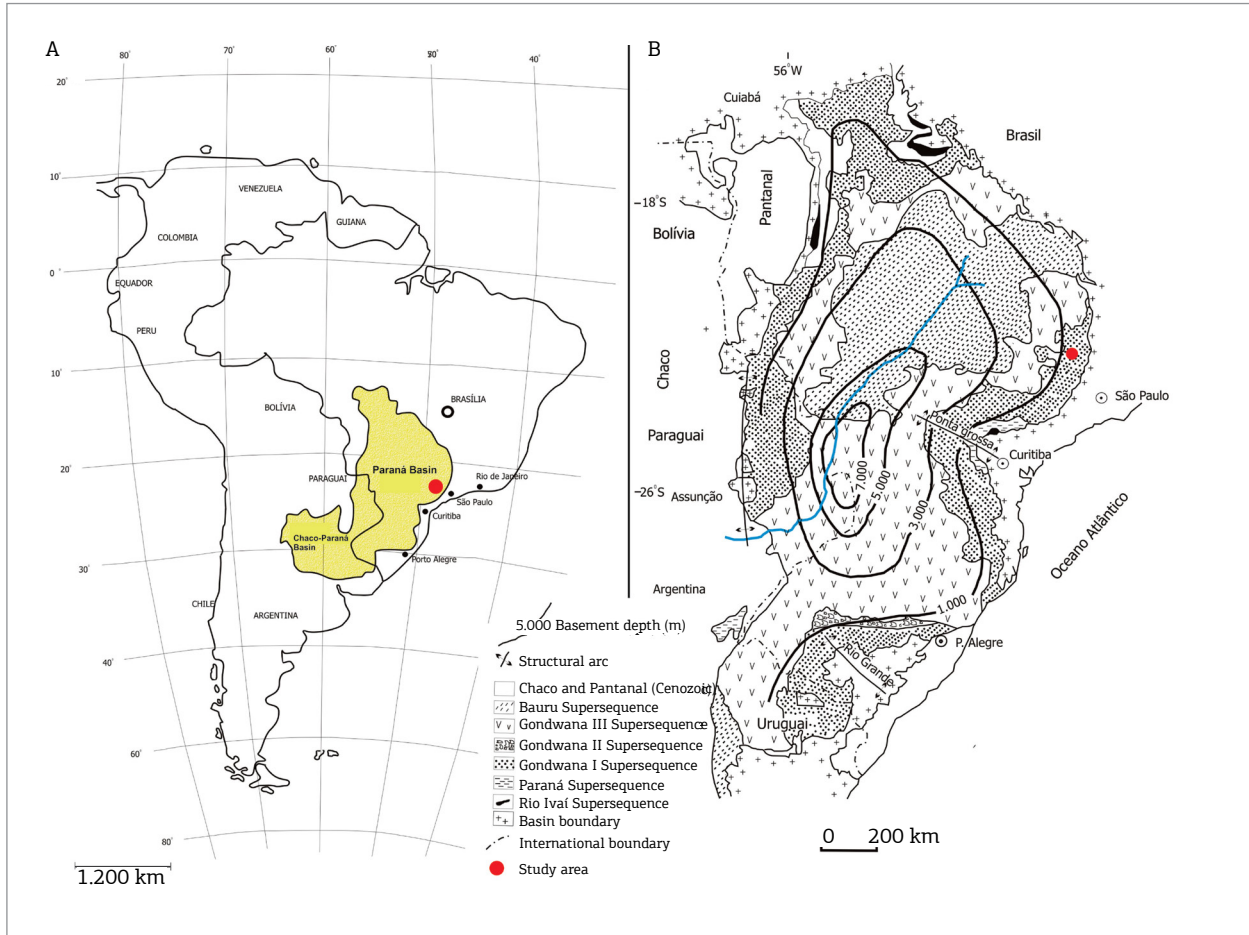 A
80°
70°
60°
50°
40°
20°
10°
0°
10°
20°
30°
40°
60°
80°
VENEZUELA
GUIANA
COLOMBIA
EQUADOR
PERU
BRASÍLIA
BOLÍVIA
PARAGUAI
Paraná Basin
Rio de Janeiro
São Paulo
Curitiba
Chaco-Paraná
Basin
Porto Alegre
CHILE
ARGENTINA
1.200 km
5.000 Basement depth (m)
Structural arc
Chaco and Pantanal (Cenozoic)
Bauru Supersequence
Gondwana III Supersequence
Gondwana II Supersequence
Gondwana I Supersequence
Paraná Supersequence
Rio Ivaí Supersequence
Basin boundary
International boundary
Study area
B
56°W
Cuiabá
Brasil
−18°S
Pantanal
Bolívia
Chaco
São Paulo
Ponta Grossa
Paraguai
Curitiba
7.000
5.000
3.000
−26°S
Assunção
Oceano Atlântico
Argentina
1.000
P. Alegre
Rio Grande
Uruguai
0 200 km